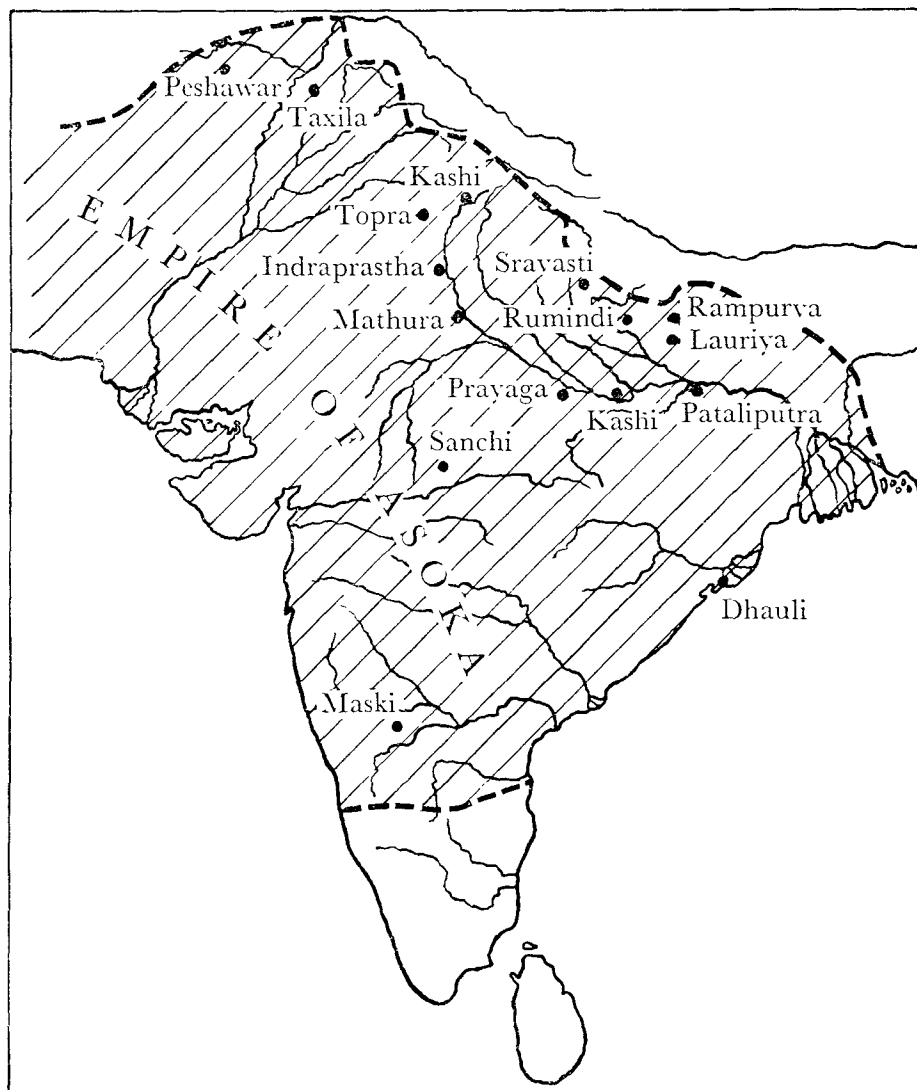 Peshawar
Taxila
Kashi
Topra
Indraprastha
Sravasti
Mathura
Rumindi
Rampurva
Lauriya
Prayaga
Kashi
Pataliputra
Sanchi
EMPIRE OF ASOKA
Dhauli
Maski